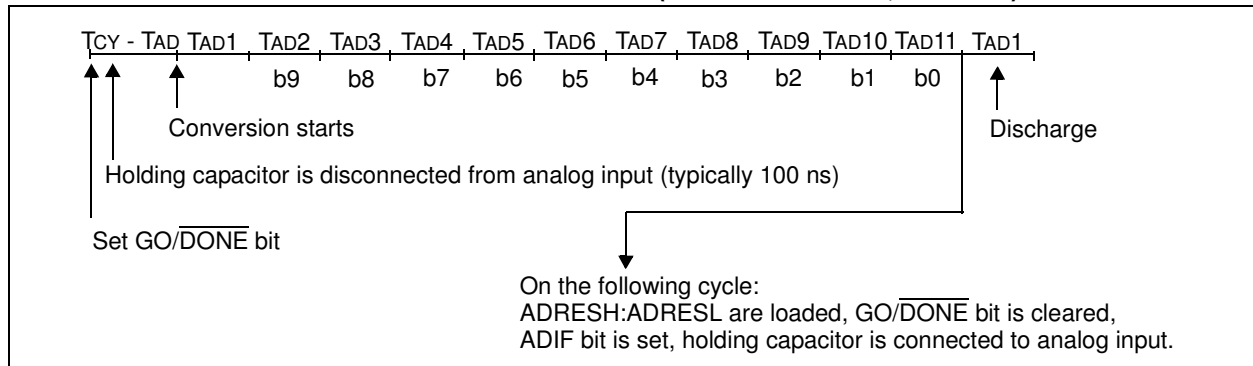 TCY - TAD TAD1 TAD2 TAD3 TAD4 TAD5 TAD6 TAD7 TAD8 TAD9 TAD10 TAD11 TAD1
b9 b8 b7 b6 b5 b4 b3 b2 b1 b0
Conversion starts
Discharge
Holding capacitor is disconnected from analog input (typically 100 ns)
Set GO/DONE bit
On the following cycle:
ADRESH:ADRESL are loaded, GO/DONE bit is cleared,
ADIF bit is set, holding capacitor is connected to analog input.